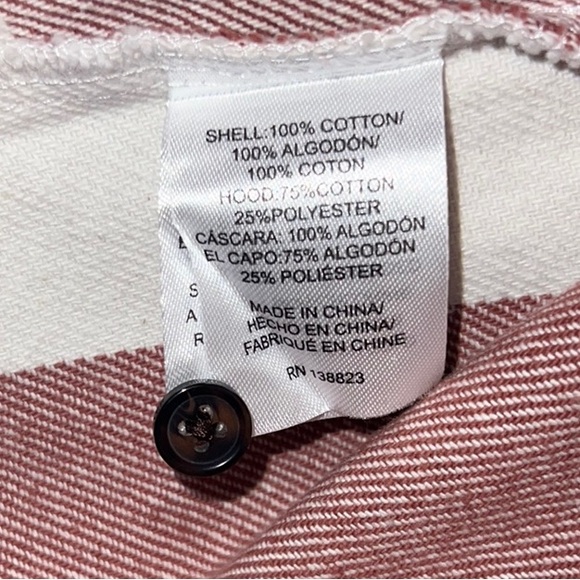 SHELL:100% COTTON/
100% ALGODÓN/
100% COTON
HOOD:75%COTTON
25%POLYESTER
CÁSCARA: 100% ALGODÓN
EL CAPO:75% ALGODÓN
25% POLIÉSTER
MADE IN CHINA/
HECHO EN CHINA/
FABRIQUÉ EN CHINE
RN 138823